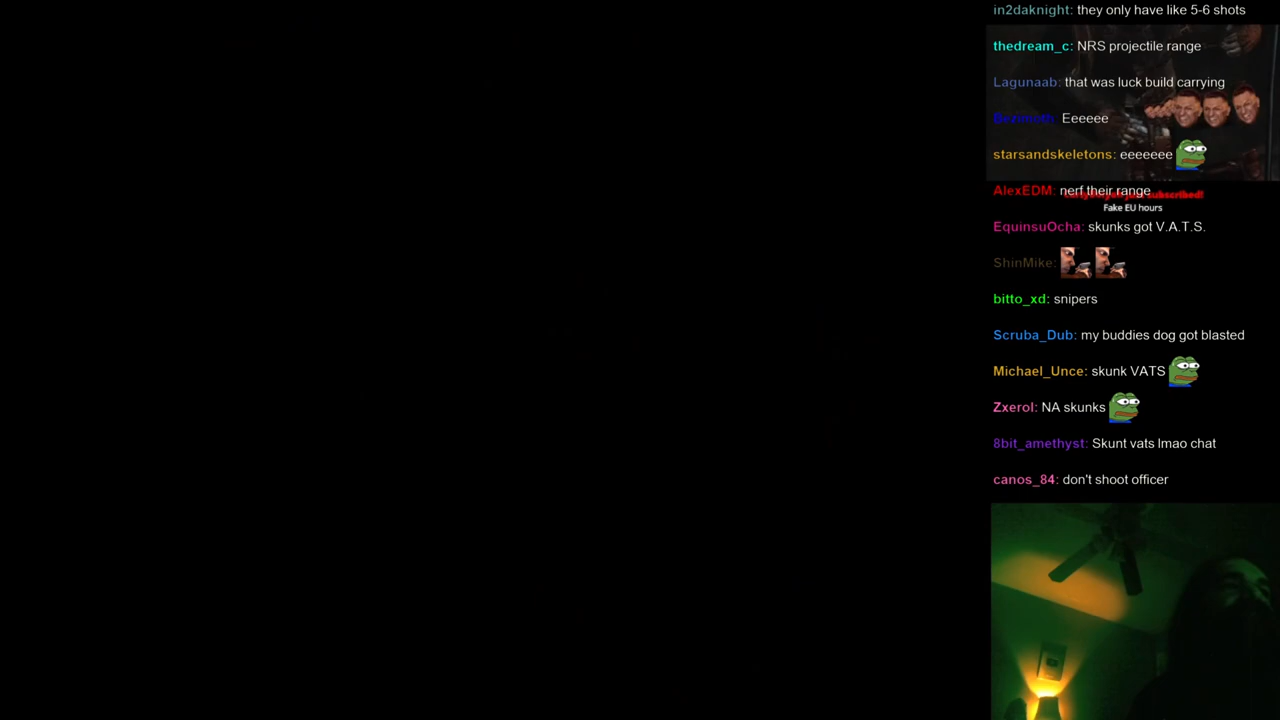 in2daknight: they only have like 5-6 shots
thedream_c: NRS projectile range
Lagunaab: that was luck build carrying
Bezimoth: Eeeeee
starsandskeletons: eeeeeee
AlexEDM: nerf their range
subscribed!
Fake EU hours
EquinsuOcha: skunks got V.A.T.S.
ShinMike:
bitto_xd: snipers
Scruba_Dub: my buddies dog got blasted
Michael_Unce: skunk VATS
Zxerol: NA skunks
8bit_amethyst: Skunt vats lmao chat
canos_84: don't shoot officer